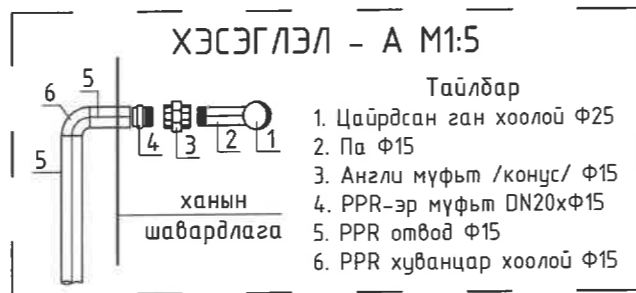 ХЭСЭГЛЭЛ - А М1:5
5
6
4
3
2
1
5
ханын
шавардлага
Тайлбар
1. Цайрдсан ган хоолой Ф25
2. Па Ф15
3. Англи муфьт /конус/ Ф15
4. PPR-эр муфьт DN20xФ15
5. PPR отвод Ф15
6. PPR хуванцар хоолой Ф15